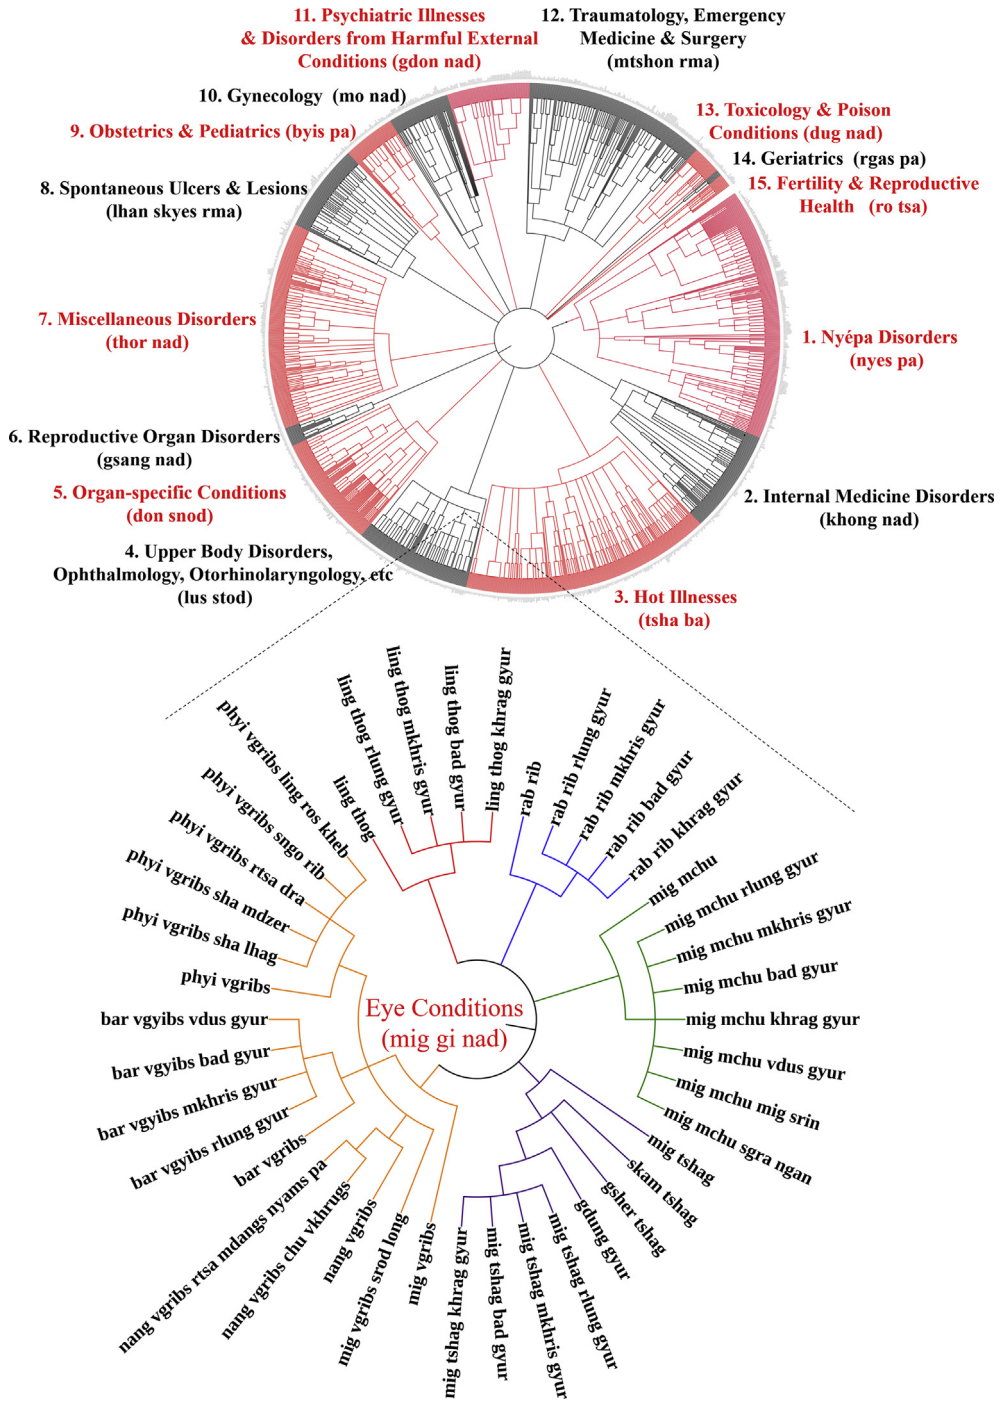 11. Psychiatric Illnesses
& Disorders from Harmful External
Conditions (gdon nad)
12. Traumatology, Emergency
Medicine & Surgery
(mtshon rma)
10. Gynecology (mo nad)
9. Obstetrics & Pediatrics (byis pa)
13. Toxicology & Poison
Conditions (dug nad)
14. Geriatrics (rgas pa)
15. Fertility & Reproductive
Health (ro tsa)
8. Spontaneous Ulcers & Lesions
(lhan skyes rma)
7. Miscellaneous Disorders
(thor nad)
1. Nyépa Disorders
(nyes pa)
6. Reproductive Organ Disorders
(gsang nad)
5. Organ-specific Conditions
(don snod)
2. Internal Medicine Disorders
(khong nad)
4. Upper Body Disorders,
Ophthalmology, Otorhinolaryngology, etc
(lus stod)
3. Hot Illnesses
(tsha ba)
phyi vgribs ling ros kheb
ling thog
ling thog rlung gyur
ling thog mkhris gyur
ling thog bad gyur
ling thog khrag gyur
rab rib
rab rib rlung gyur
rab rib mkhris gyur
rab rib bad gyur
rab rib khrag gyur
mig mchu
mig mchu rlung gyur
mig mchu mkhris gyur
mig mchu bad gyur
mig mchu khrag gyur
mig mchu vdus gyur
mig mchu mig srin
mig mchu sgra ngan
mig tshag
skam tshag
gsher tshag
gdung gyur
mig tshag rlung gyur
mig tshag mkhris gyur
mig tshag bad gyur
mig tshag khrag gyur
mig vgribs
mig vgribs srod long
nang vgribs
nang vgribs chu vkhrugs
nang vgribs rtsa mdangs nyams pa
bar vgribs
bar vgyibs rlung gyur
bar vgyibs mkhris gyur
bar vgyibs bad gyur
bar vgyibs vdus gyur
phyi vgribs
phyi vgribs sha lhag
phyi vgribs sha mdzer
phyi vgribs rtsa dra
phyi vgribs sngo rib
Eye Conditions
(mig gi nad)